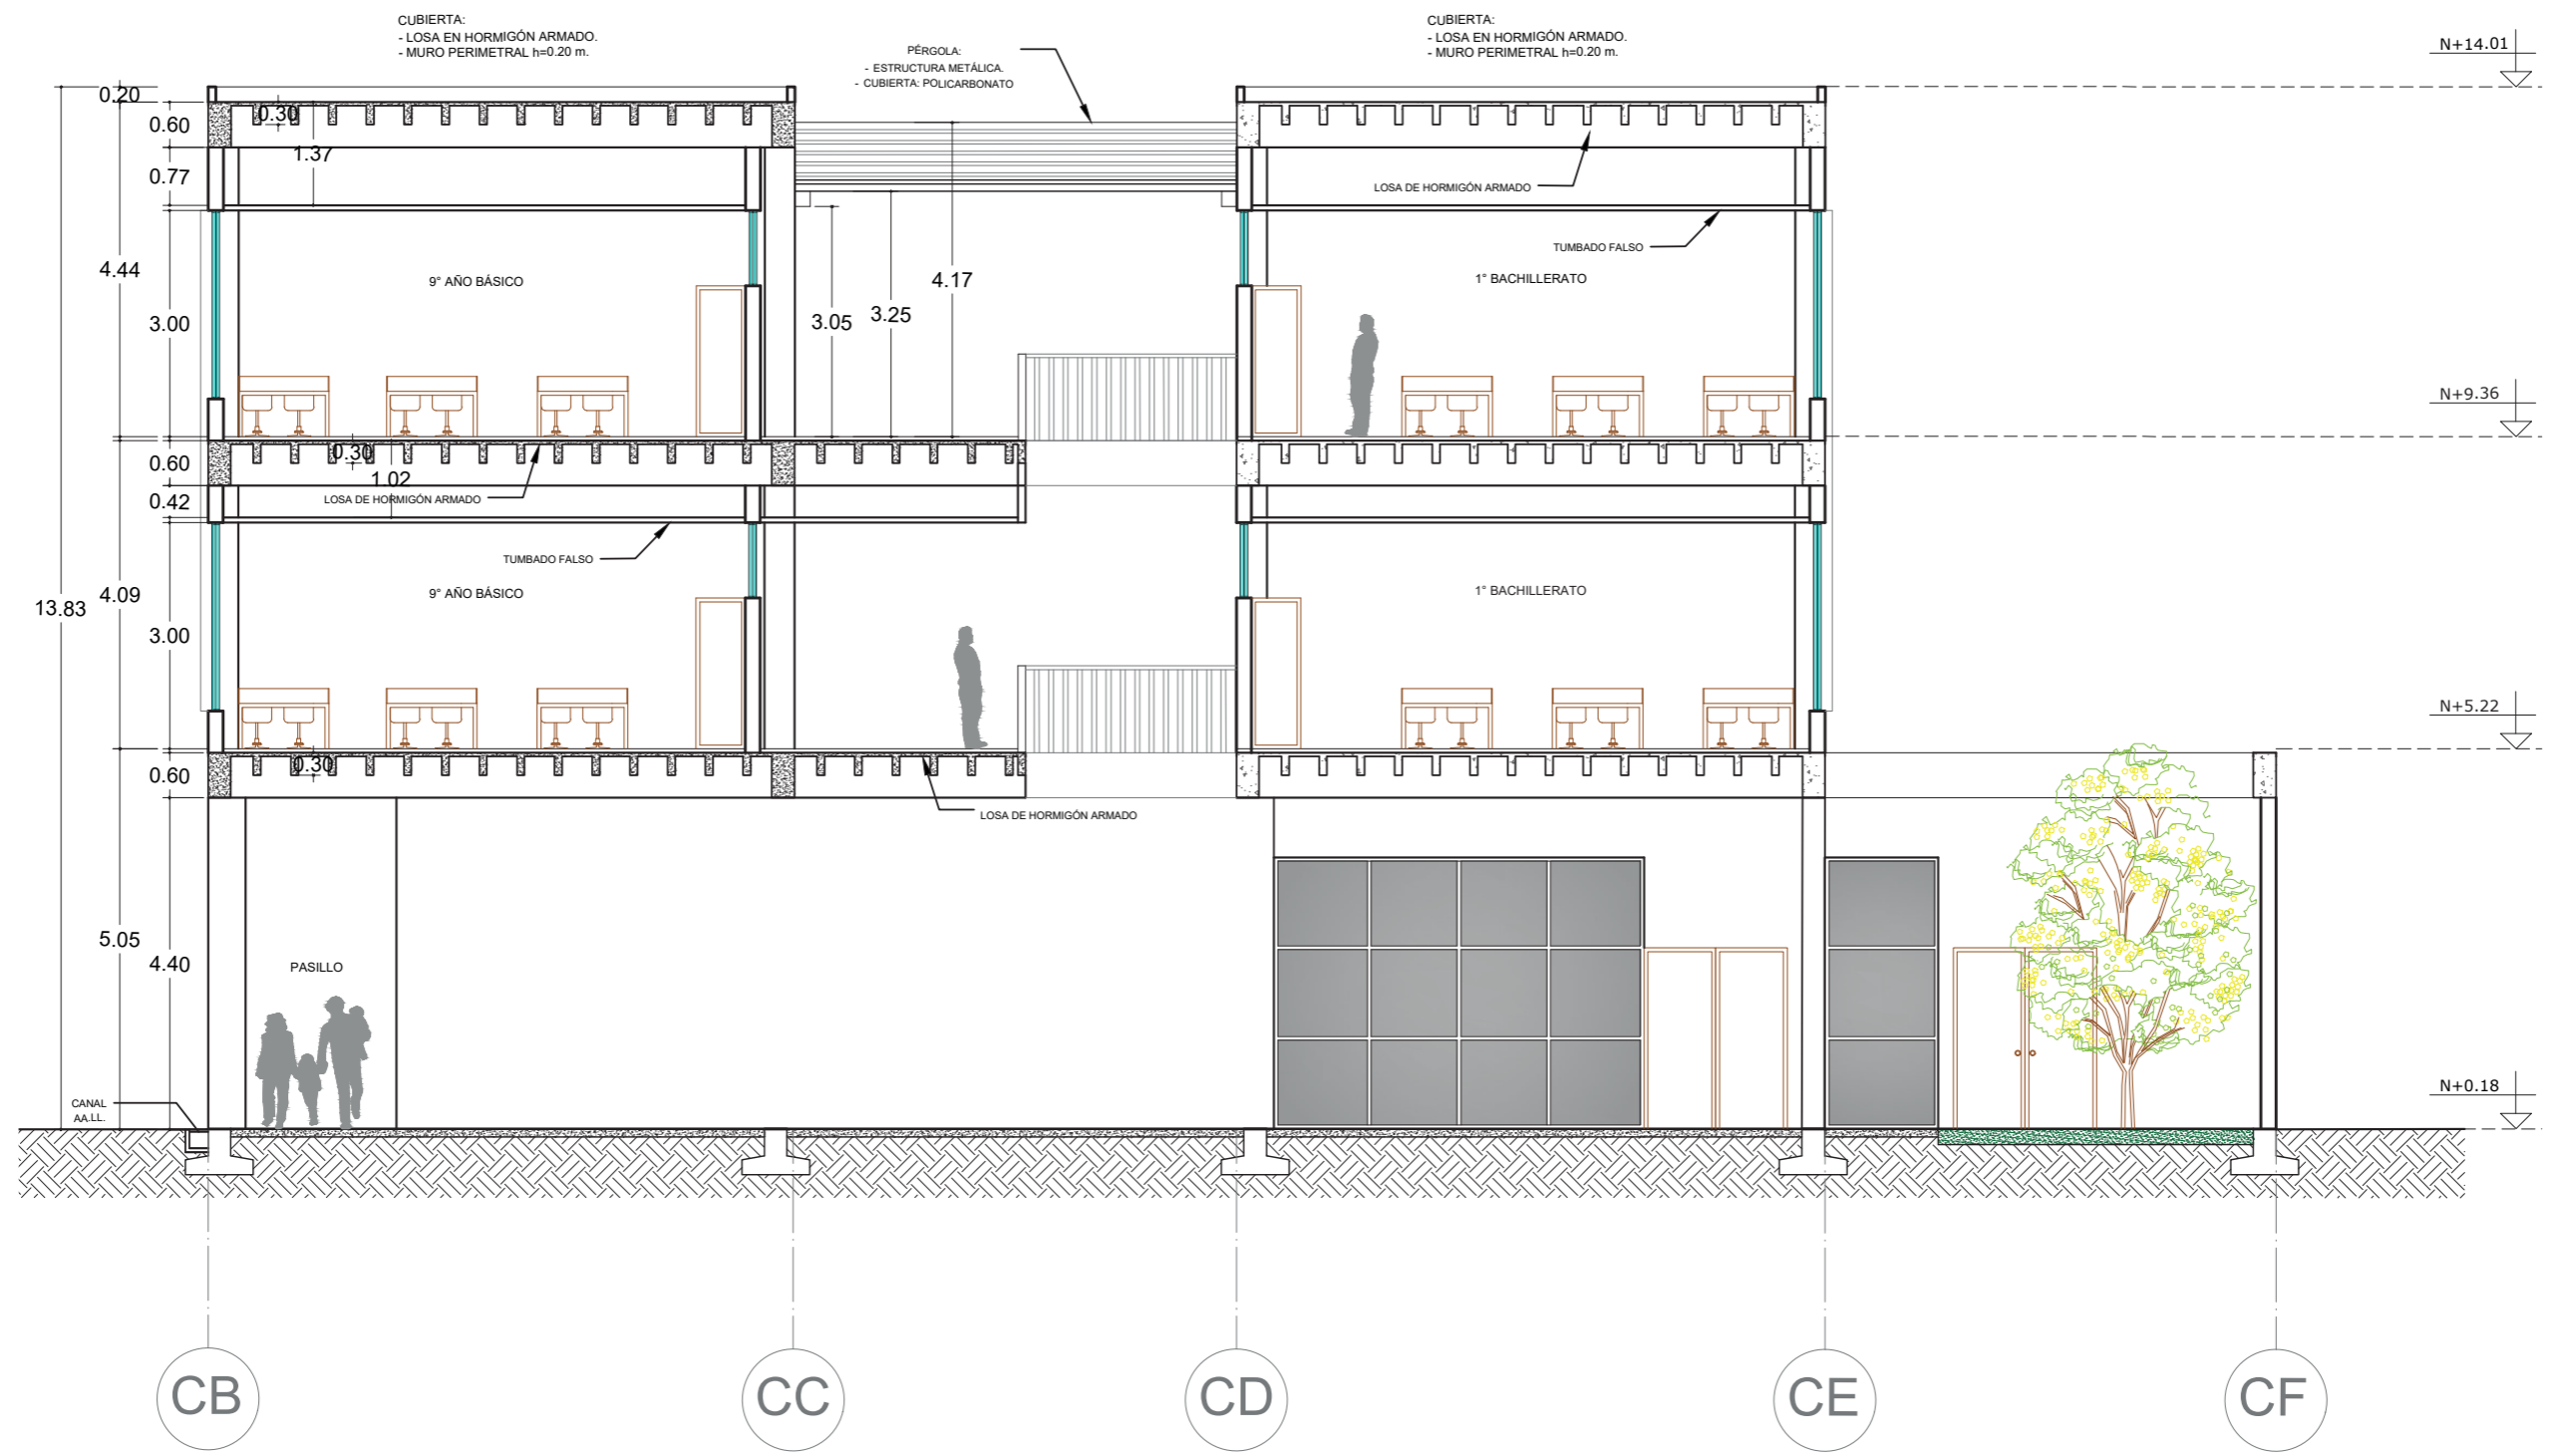 CUBIERTA:
- LOSA EN HORMIGÓN ARMADO.
- MURO PERIMETRAL h=0.20 m.
PÉRGOLA:
- ESTRUCTURA METÁLICA.
- CUBIERTA: POLICARBONATO
CUBIERTA:
- LOSA EN HORMIGÓN ARMADO.
- MURO PERIMETRAL h=0.20 m.
N+14.01
0.20
0.30
0.60
1.37
0.77
LOSA DE HORMIGÓN ARMADO
TUMBADO FALSO
4.44
9° AÑO BÁSICO
4.17
1° BACHILLERATO
3.00
3.05
3.25
N+9.36
0.30
0.60
1.02
0.42
LOSA DE HORMIGÓN ARMADO
TUMBADO FALSO
13.83
4.09
9° AÑO BÁSICO
1° BACHILLERATO
3.00
N+5.22
0.30
0.60
LOSA DE HORMIGÓN ARMADO
5.05
4.40
PASILLO
N+0.18
CANAL
AA.LL.
CB
CC
CD
CE
CF